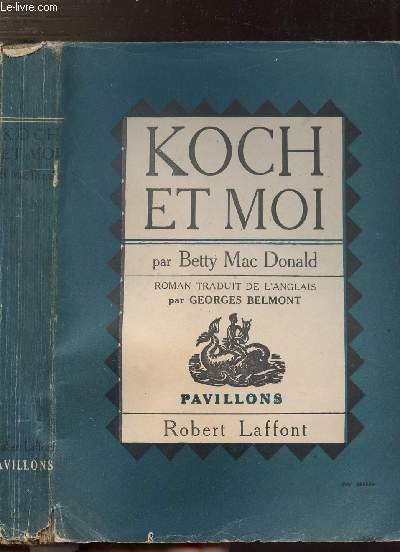 Le-livre.com
KOCH
ET MOI
par Betty Mac Donald
ROMAN TRADUIT DE L'ANGLAIS
par GEORGES BELMONT
PAVILLONS
Robert Laffont
KOCH
ET MOI
PAVILLONS